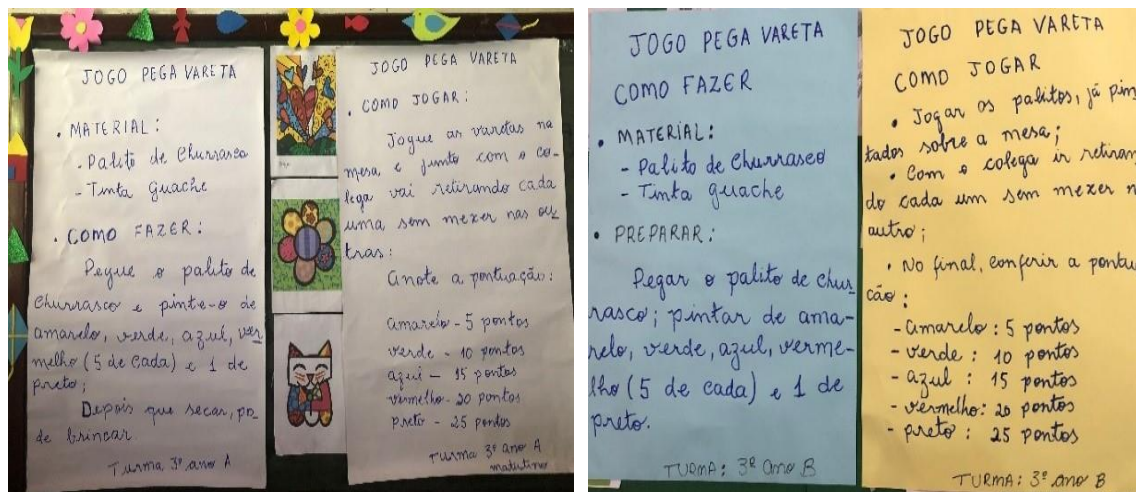 JOGO PEGA VARETA
• MATERIAL:
- Palito de Churrasco
- Tinta guache
• COMO FAZER:
Pegue o palito de
churrasco e pinte-o de
amarelo, verde, azul, ver
melho (5 de cada) e 1 de
preto;
Depois que secar, po
de brincar.
Turma 3º ano A
JOGO PEGA VARETA
• COMO JOGAR:
Jogue as varetas na
mesa e junto com o co-
lega vai retirando cada
uma sem mexer nas ou
tras:
Anote a pontuação:
amarelo - 5 pontos
verde - 10 pontos
azul - 15 pontos
vermelho - 20 pontos
preto - 25 pontos
Turma 3º ano A
matutino
JOGO PEGA VARETA
COMO FAZER
• MATERIAL:
- Palito de Churrasco
- Tinta guache
• PREPARAR:
Pegar o palito de chur
rasco; pintar de ama-
relo, verde, azul, verme-
lho (5 de cada) e 1 de
preto.
TURMA: 3º ano B
JOGO PEGA VARETA
COMO JOGAR
• Jogar os palitos, já pin
tados sobre a mesa;
• Com o colega ir retiran
do cada um sem mexer n
outro;
• No final, conferir a pontu
ção:
- amarelo: 5 pontos
- verde: 10 pontos
- azul: 15 pontos
- vermelho: 20 pontos
- preto: 25 pontos
TURMA: 3º ano B